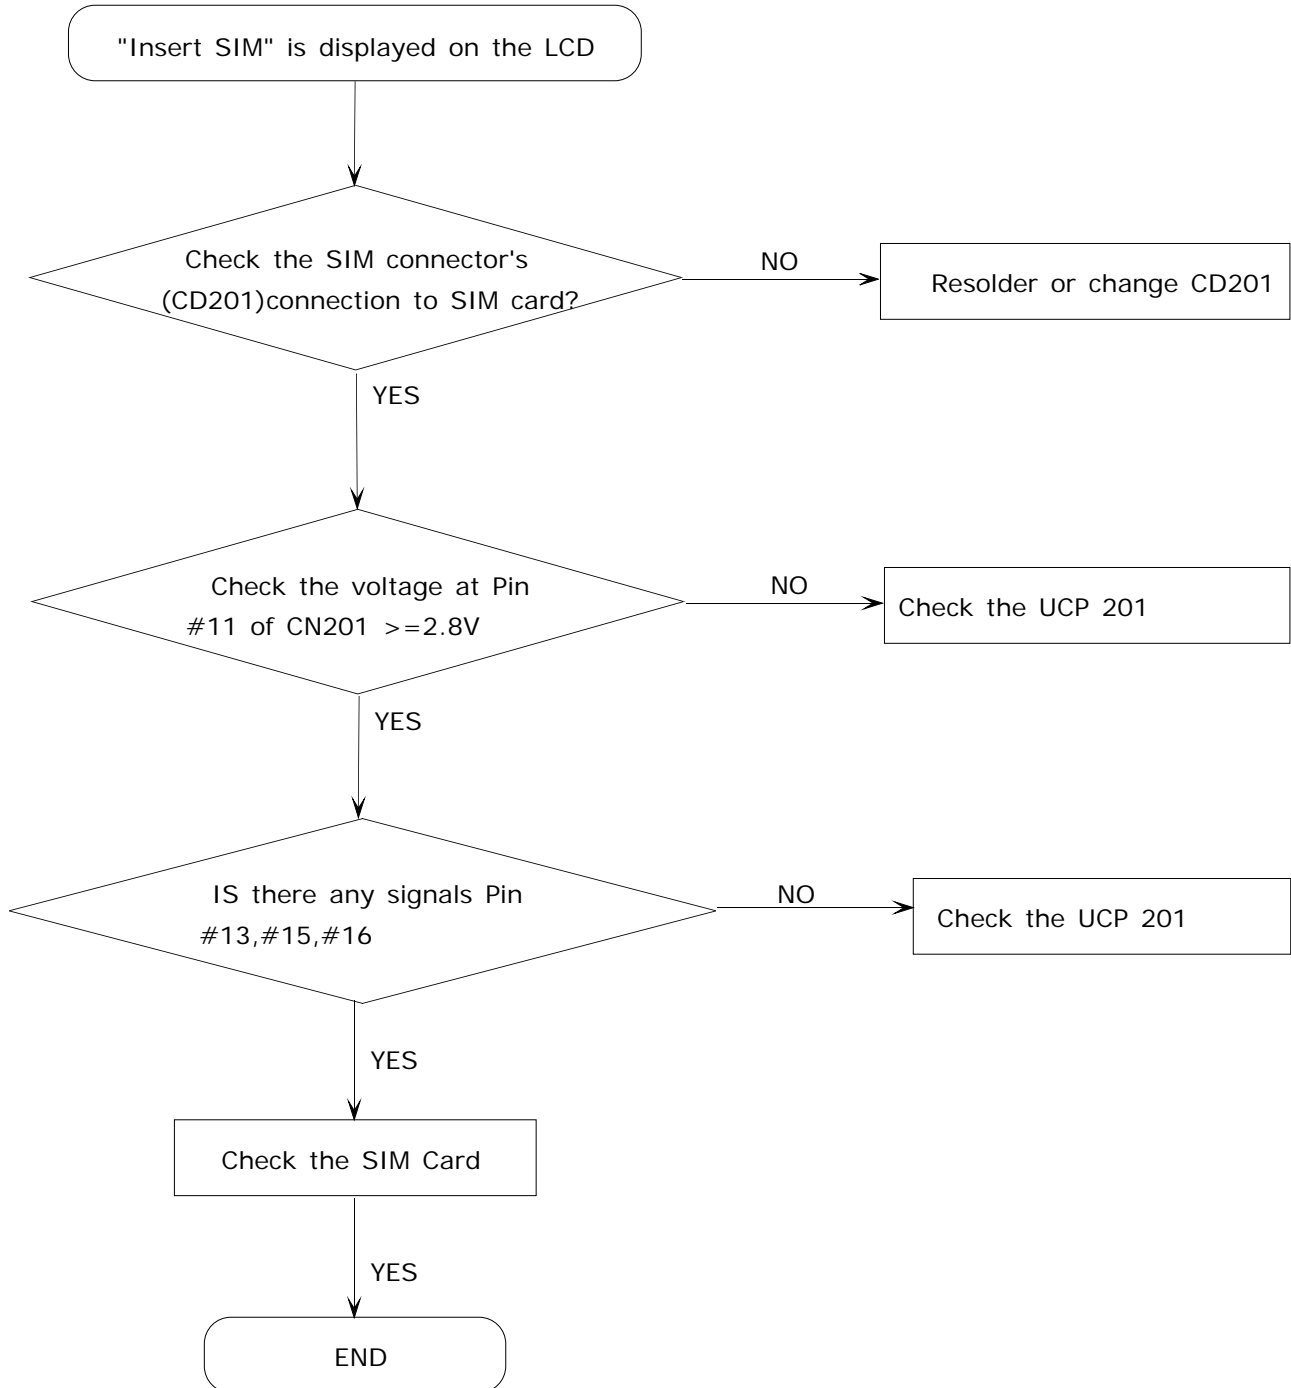 "Insert SIM" is displayed on the LCD
Check the SIM connector's
(CD201)connection to SIM card?
NO
Resolder or change CD201
YES
Check the voltage at Pin
#11 of CN201 >=2.8V
NO
Check the UCP 201
YES
IS there any signals Pin
#13,#15,#16
NO
Check the UCP 201
YES
Check the SIM Card
YES
END